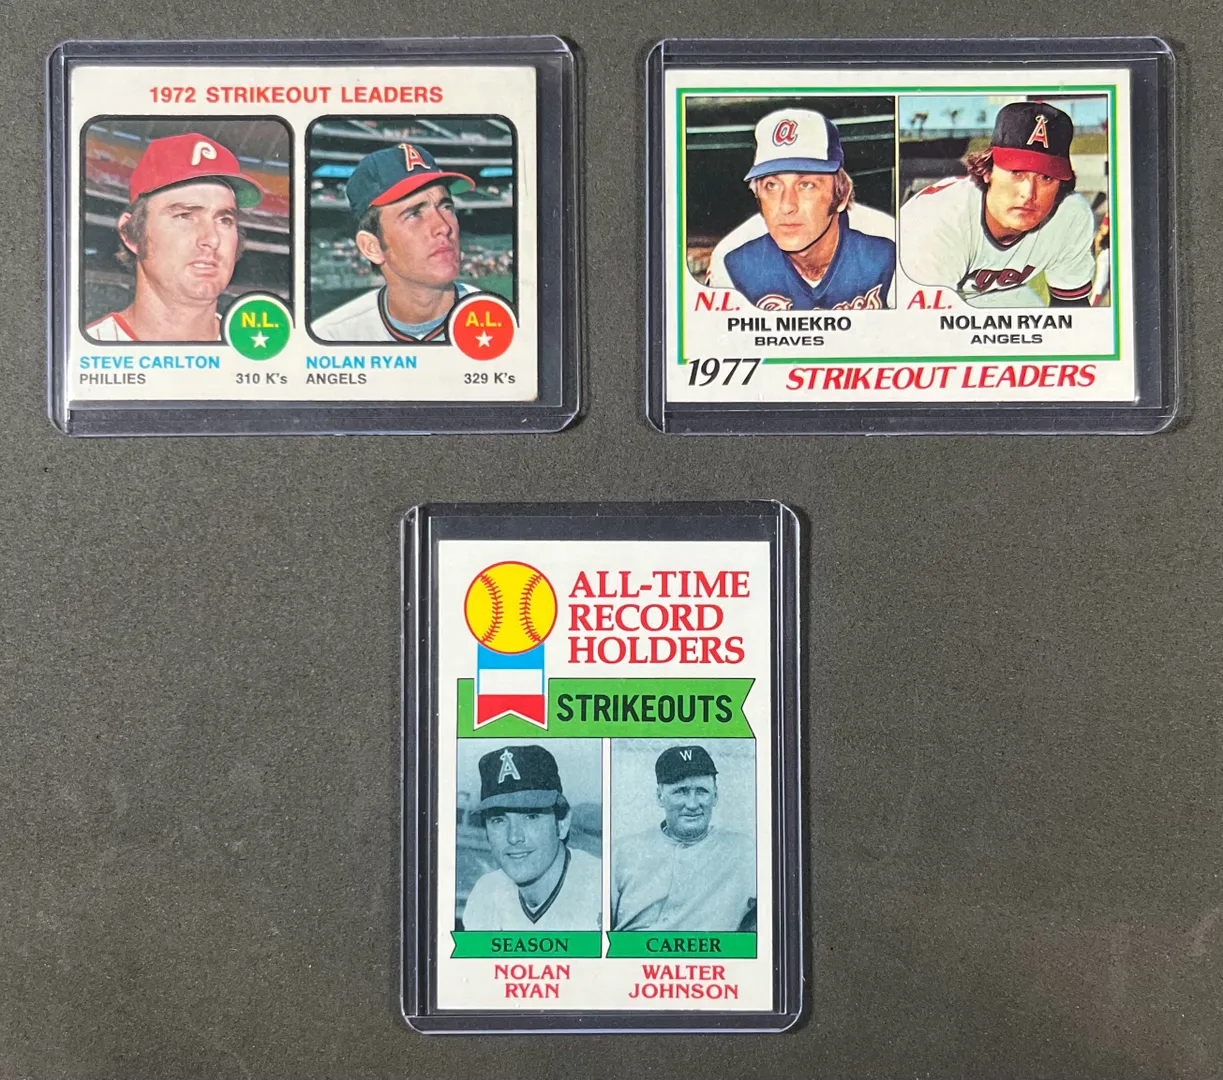 1972 STRIKEOUT LEADERS
P
A
N.L.
A.L.
STEVE CARLTON
PHILLIES
310 K's
NOLAN RYAN
ANGELS
329 K's
a
A
ngel
N.L.
PHIL NIEKRO
BRAVES
A.L.
NOLAN RYAN
ANGELS
1977 STRIKEOUT LEADERS
ALL-TIME
RECORD
HOLDERS
STRIKEOUTS
A
W
SEASON
NOLAN
RYAN
CAREER
WALTER
JOHNSON